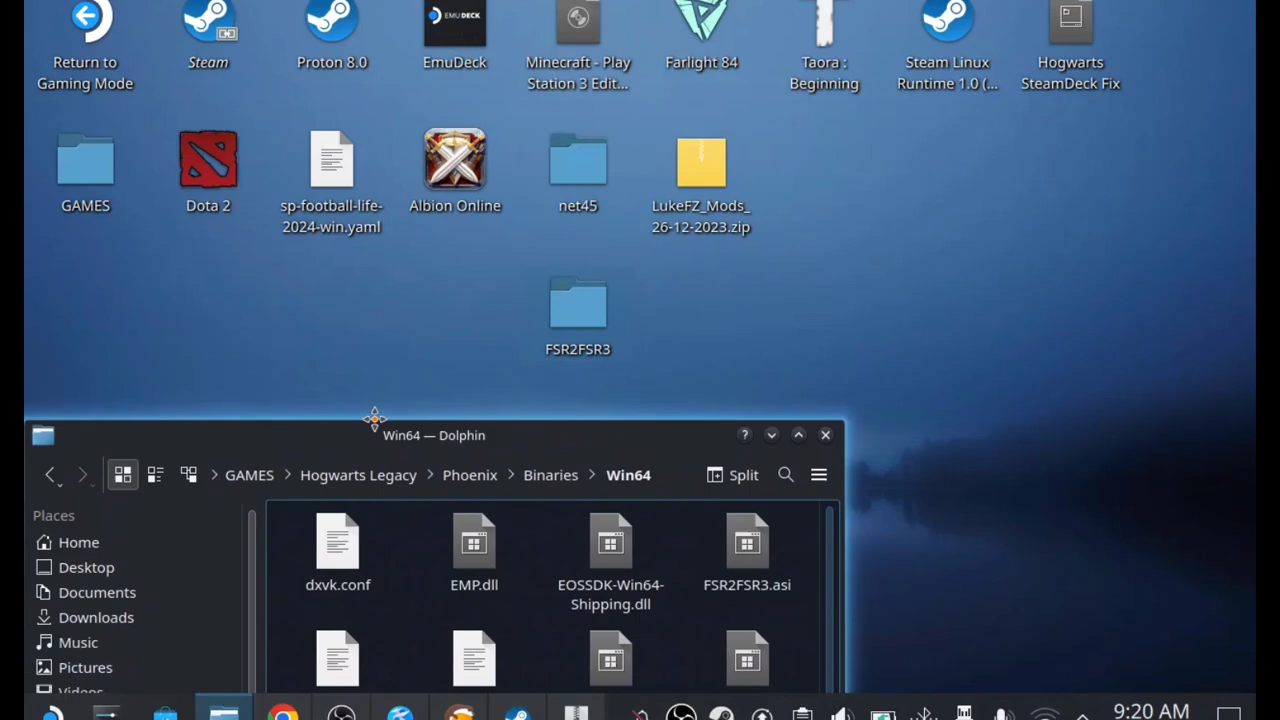 EMU DECK
Return to
Gaming Mode
Steam
Proton 8.0
EmuDeck
Minecraft - Play
Station 3 Edit...
Farlight 84
Taora :
Beginning
Steam Linux
Runtime 1.0 (...
Hogwarts
SteamDeck Fix
GAMES
Dota 2
sp-football-life-
2024-win.yaml
Albion Online
net45
LukeFZ_Mods_
26-12-2023.zip
FSR2FSR3
Win64 — Dolphin
GAMES > Hogwarts Legacy > Phoenix > Binaries > Win64
Split
Places
Home
Desktop
Documents
Downloads
Music
Pictures
Videos
dxvk.conf
EMP.dll
EOSSDK-Win64-
Shipping.dll
FSR2FSR3.asi
9:20 AM